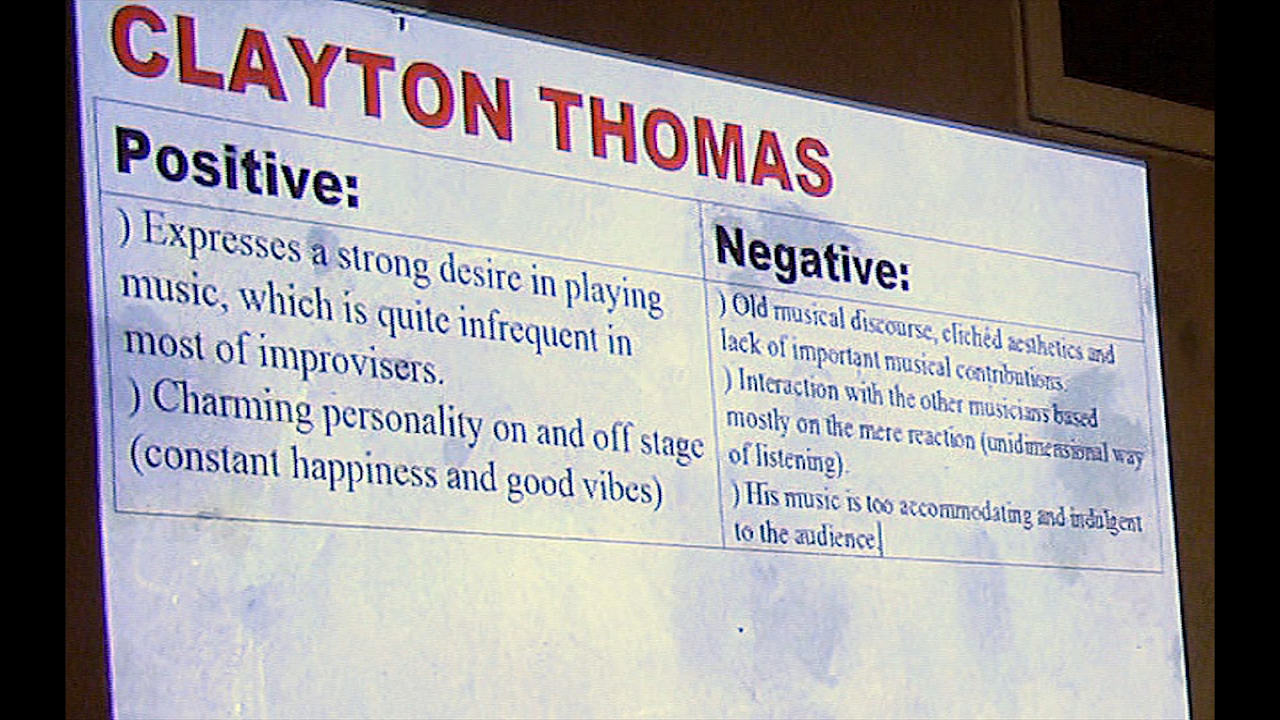 CLAYTON THOMAS
Positive:
) Expresses a strong desire in playing
music, which is quite infrequent in
most of improvisers.
) Charming personality on and off stage
(constant happiness and good vibes)
Negative:
) Old musical discourse, clichéd aesthetics and
lack of important musical contributions.
) Interaction with the other musicians based
mostly on the mere reaction (unidimensional way
of listening).
) His music is too accommodating and indulgent
to the audience